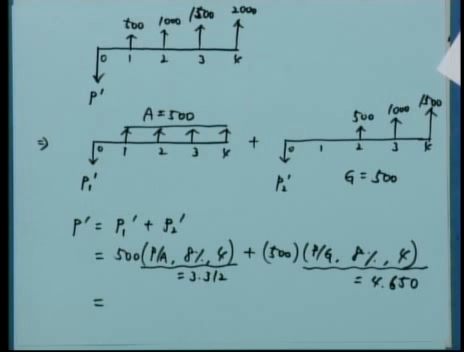 500 1000 1500 2000
0 1 2 3 4
P'
A = 500
500 1000 1500
⇒ 0 1 2 3 4 + 0 1 2 3 4
P₁' P₂' G = 500
P' = P₁' + P₂'
= 500 (P/A, 8%, 4) + (500) (P/G, 8%, 4)
= 3.312 = 4.650
=